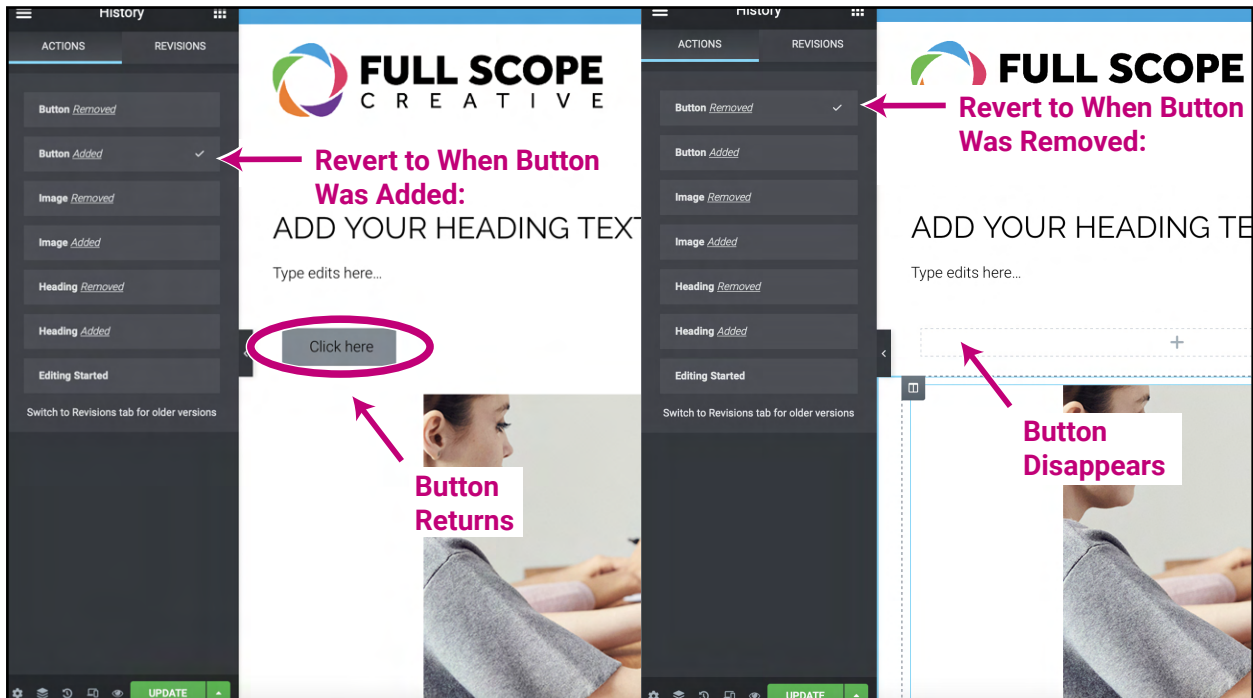 History
ACTIONS REVISIONS
Button Removed
Button Added
Image Removed
Image Added
Heading Removed
Heading Added
Editing Started
Switch to Revisions tab for older versions
UPDATE
FULL SCOPE
CREATIVE
Revert to When Button
Was Added:
ADD YOUR HEADING TEXT
Type edits here...
Click here
Button
Returns
History
ACTIONS REVISIONS
Button Removed
Button Added
Image Removed
Image Added
Heading Removed
Heading Added
Editing Started
Switch to Revisions tab for older versions
UPDATE
FULL SCOPE
Revert to When Button
Was Removed:
ADD YOUR HEADING TE
Type edits here...
Button
Disappears